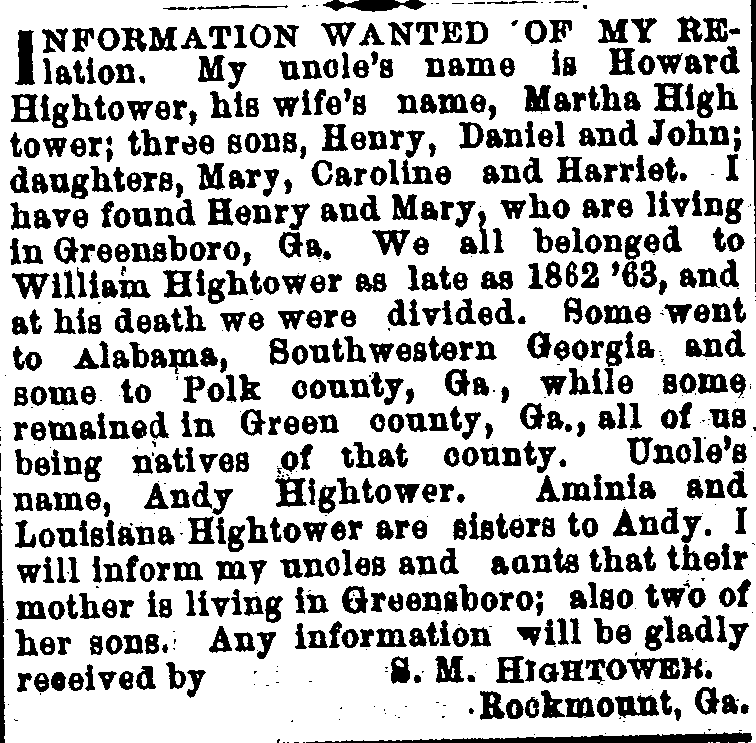 INFORMATION WANTED OF MY RE-
lation. My uncle's name is Howard
Hightower, his wife's name, Martha High
tower; three sons, Henry, Daniel and John;
daughters, Mary, Caroline and Harriet. I
have found Henry and Mary, who are living
in Greensboro, Ga. We all belonged to
William Hightower as late as 1862 '63, and
at his death we were divided. Some went
to Alabama, Southwestern Georgia and
some to Polk county, Ga., while some
remained in Green county, Ga., all of us
being natives of that county. Uncle's
name, Andy Hightower. Aminia and
Louisiana Hightower are sisters to Andy. I
will inform my uncles and aunts that their
mother is living in Greensboro; also two of
her sons. Any information will be gladly
received by S. M. HIGHTOWER.
Rockmount, Ga.